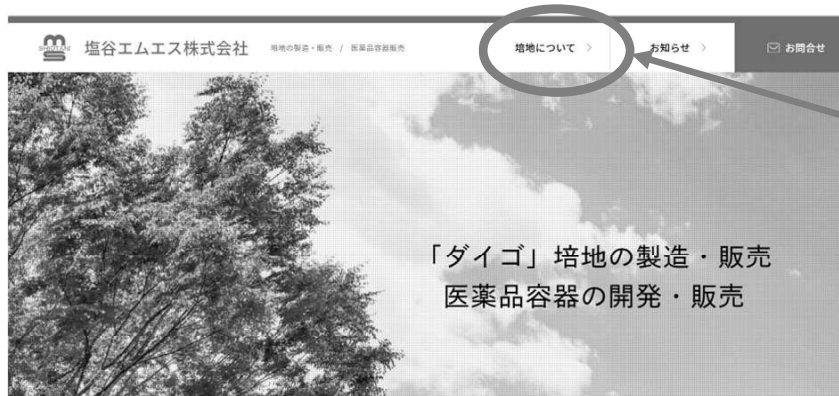 SHIOTANI
塩谷エムエス株式会社
培地の製造・販売 / 医薬品容器販売
培地について
お知らせ
お問合せ
「ダイゴ」培地の製造・販売
医薬品容器の開発・販売